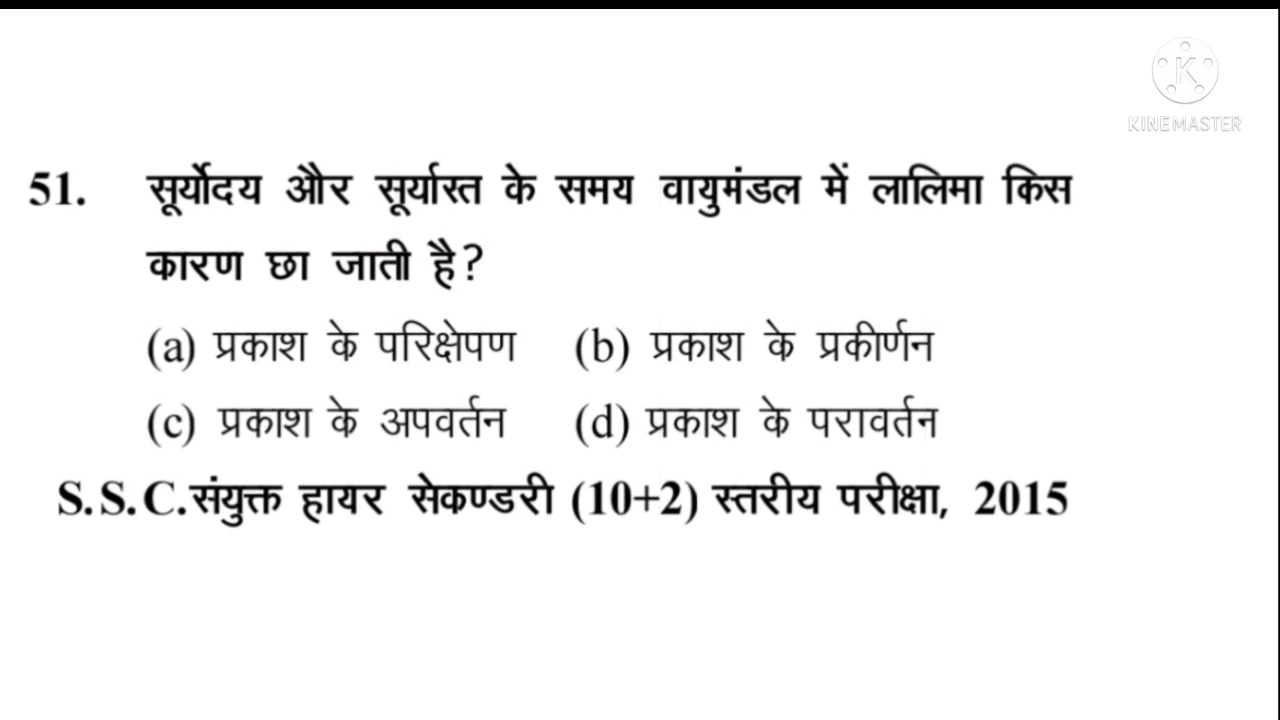 KINEMASTER
51. सूर्योदय और सूर्यास्त के समय वायुमंडल में लालिमा किस
कारण छा जाती है?
(a) प्रकाश के परिक्षेपण (b) प्रकाश के प्रकीर्णन
(c) प्रकाश के अपवर्तन (d) प्रकाश के परावर्तन
S.S.C.संयुक्त हायर सेकण्डरी (10+2) स्तरीय परीक्षा, 2015